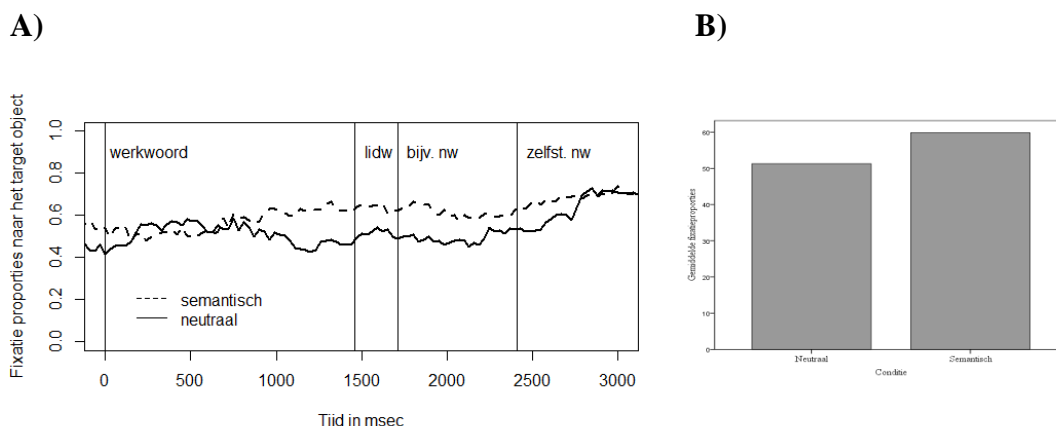 A)
Fixatie proporties naar het target object
1.0
0.8
0.6
0.4
0.2
0.0
werkwoord
lidw
bijv. nw
zelfst. nw
semantisch
neutraal
0 500 1000 1500 2000 2500 3000
Tijd in msec
B)
Gemiddelde fixatieproporties
60
50
40
30
20
10
0
Neutraal Semantisch
Conditie